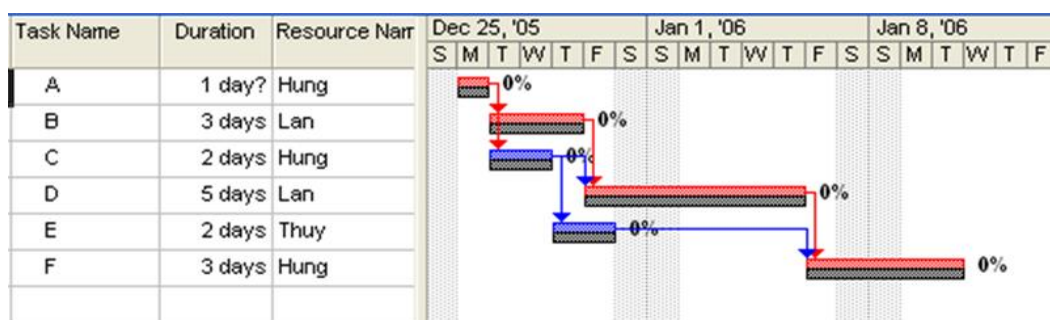 Task Name Duration Resource Nam Dec 25, '05 Jan 1, '06 Jan 8, '06
S M T W T F S S M T W T F S S M T W T F
A 1 day? Hung 0%
B 3 days Lan 0%
C 2 days Hung 0%
D 5 days Lan 0%
E 2 days Thuy 0%
F 3 days Hung 0%